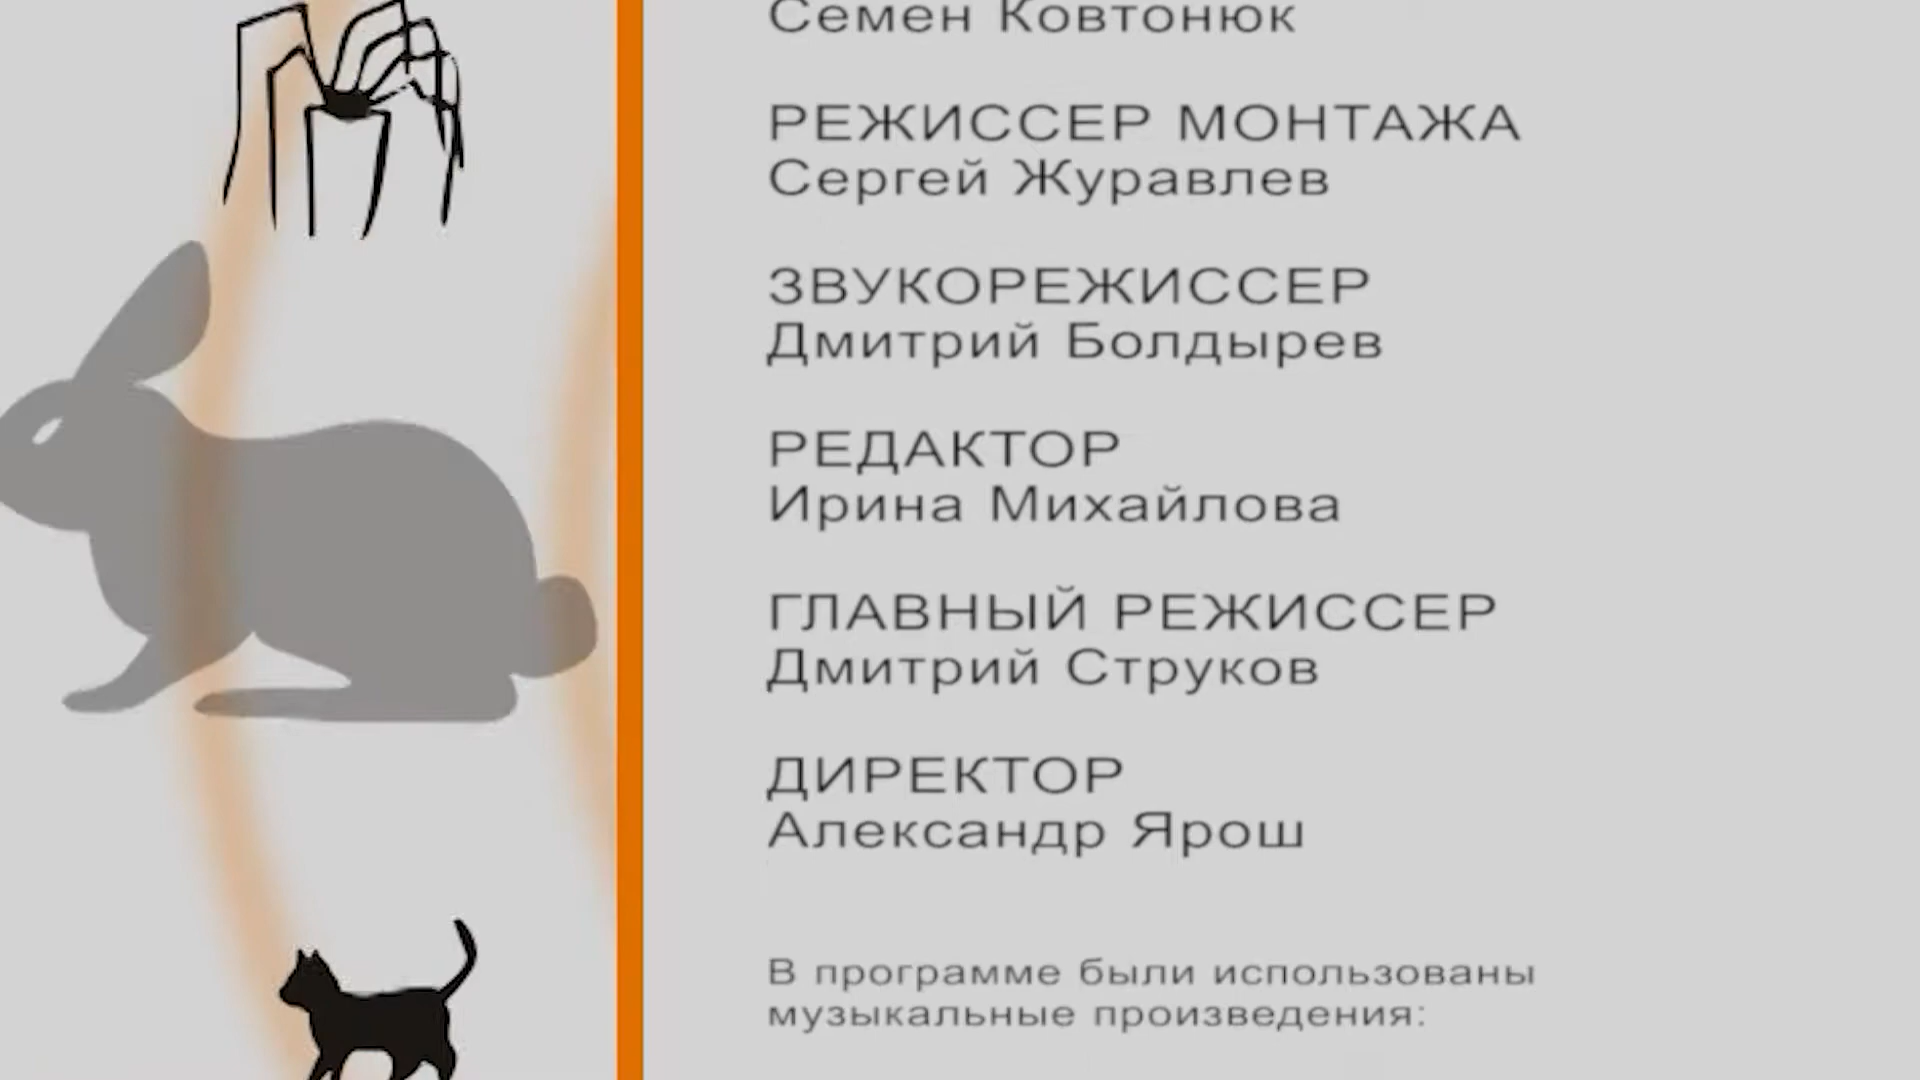 Семен Ковтонюк
РЕЖИССЕР МОНТАЖА
Сергей Журавлев
ЗВУКОРЕЖИССЕР
Дмитрий Болдырев
РЕДАКТОР
Ирина Михайлова
ГЛАВНЫЙ РЕЖИССЕР
Дмитрий Струков
ДИРЕКТОР
Александр Ярош
В программе были использованы
музыкальные произведения: